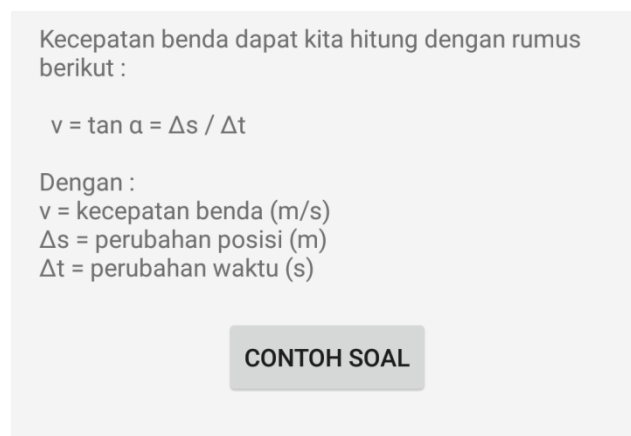 Kecepatan benda dapat kita hitung dengan rumus
berikut :
v = tan α = Δs / Δt
Dengan :
v = kecepatan benda (m/s)
Δs = perubahan posisi (m)
Δt = perubahan waktu (s)
CONTOH SOAL